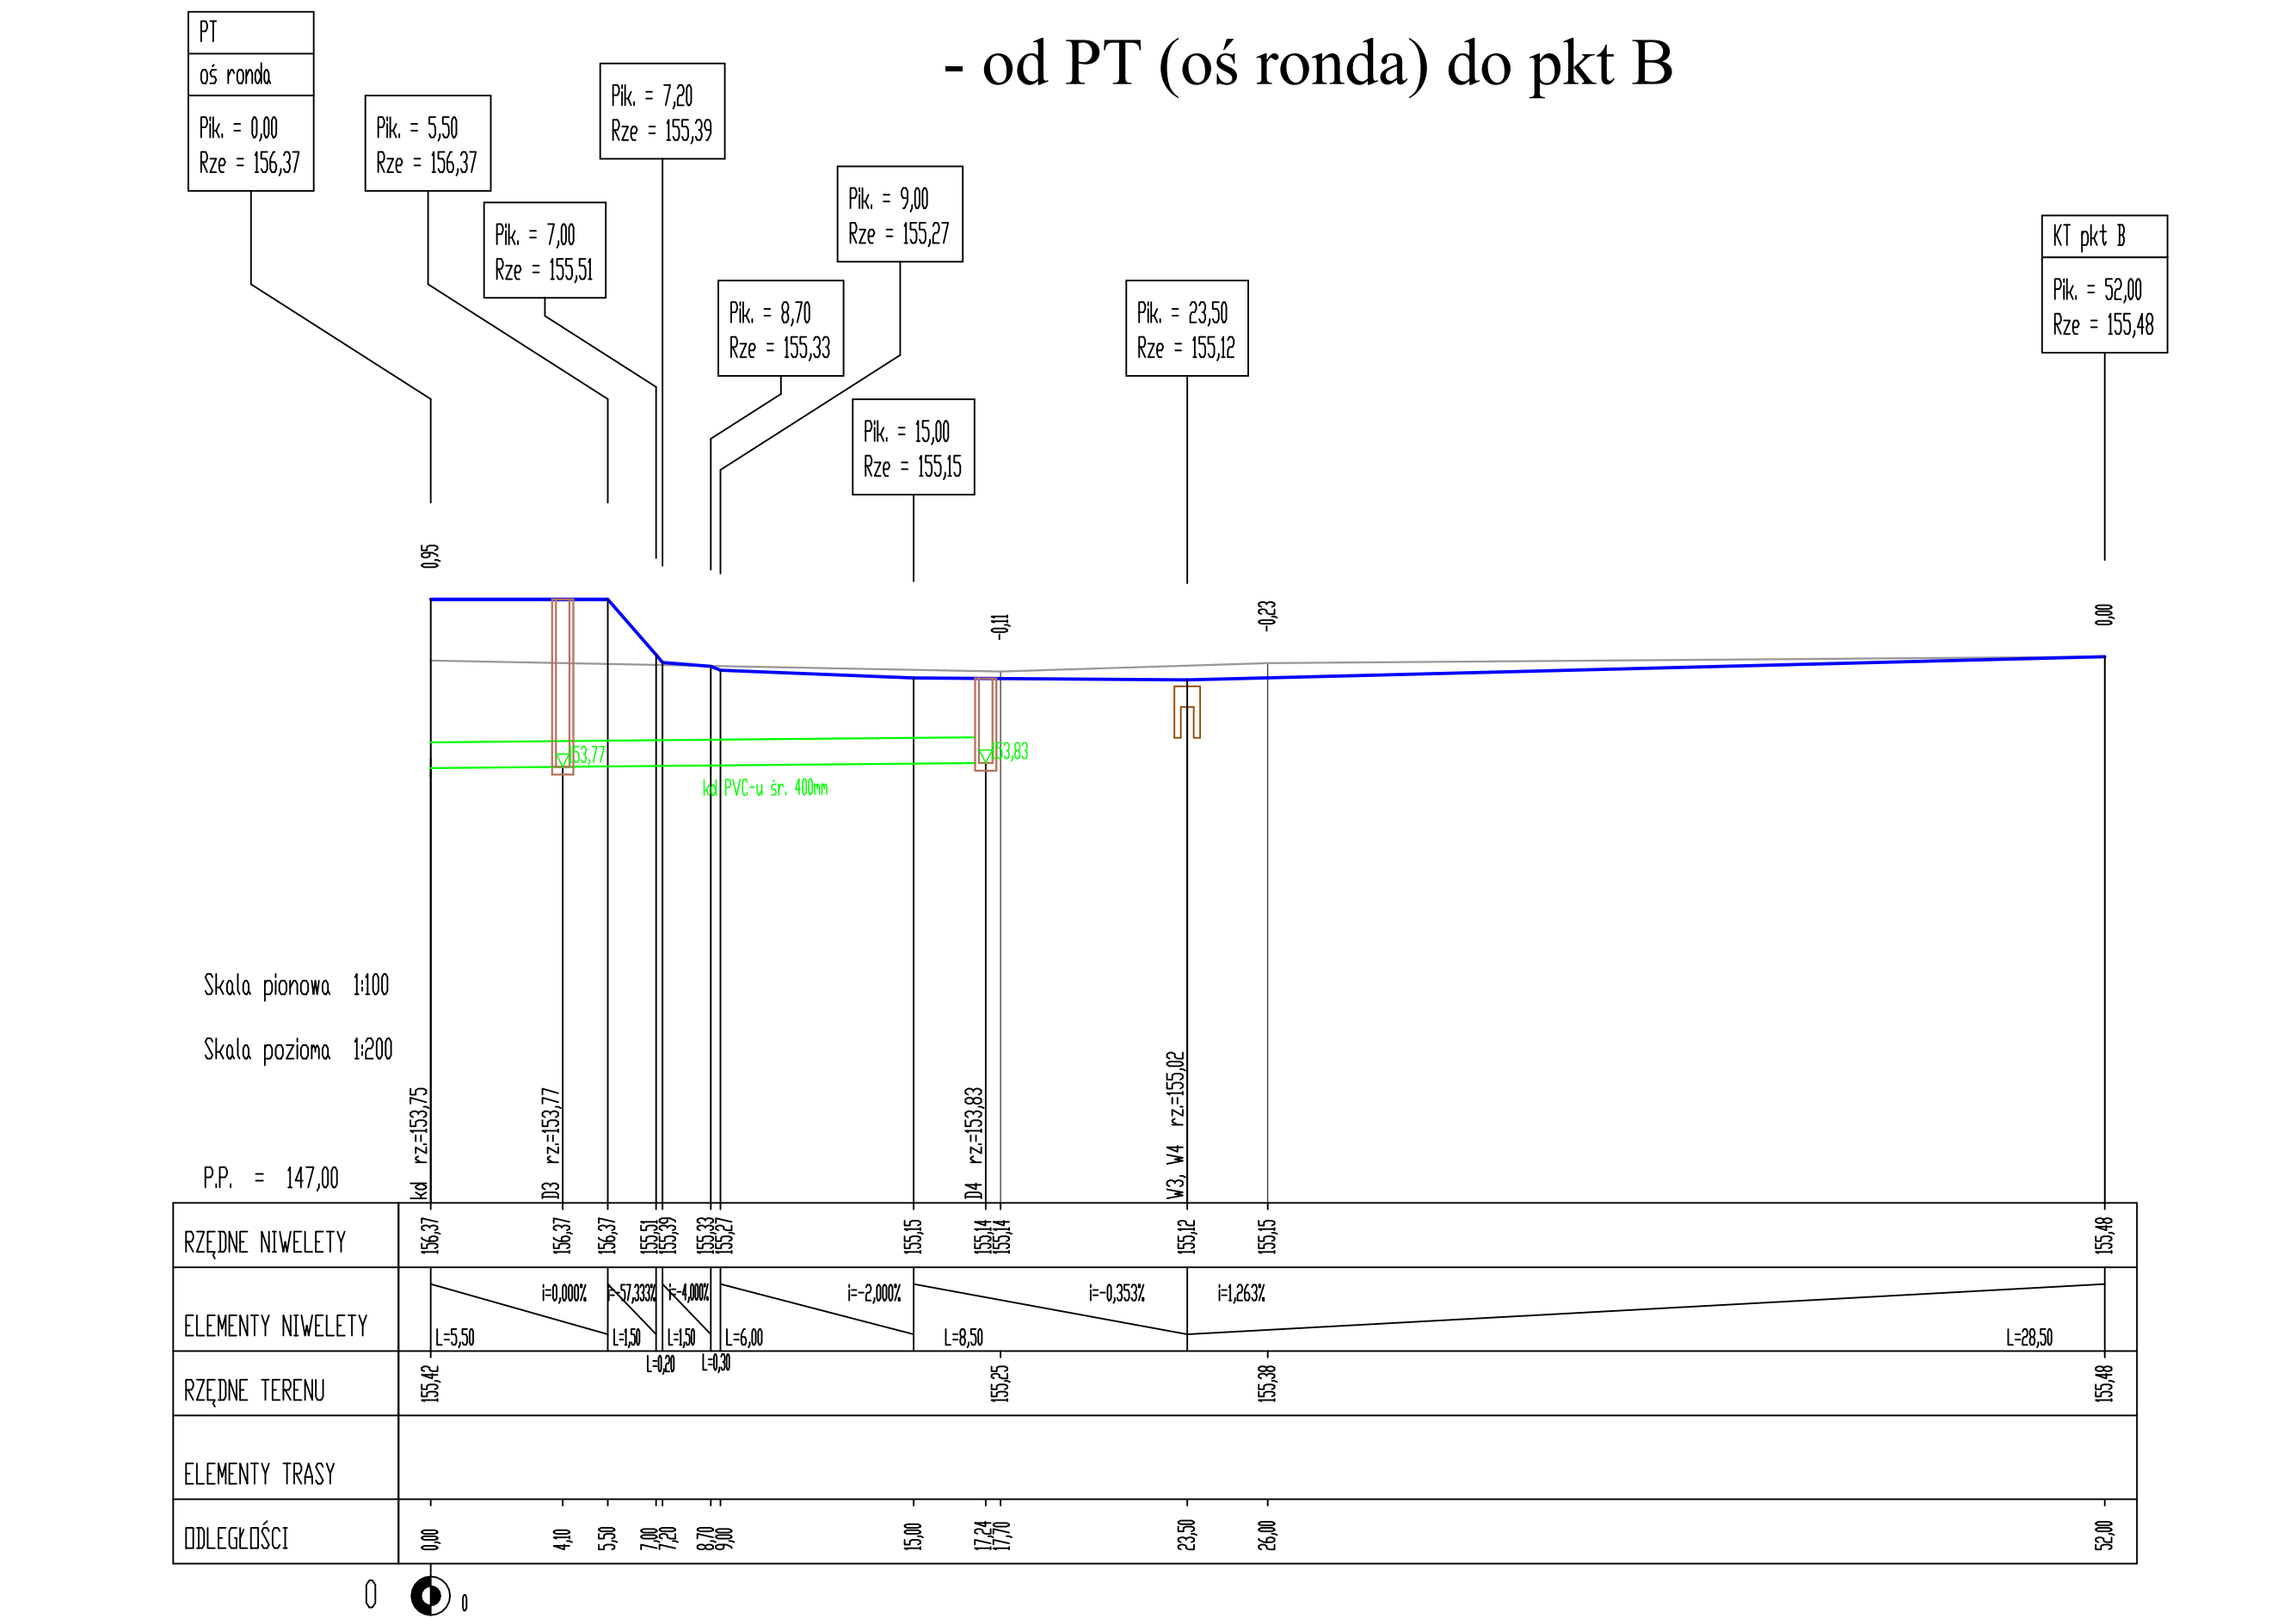 - od PT (oś ronda) do pkt B
PT
oś ronda
Pik. = 0,00
Rze = 156,37
Pik. = 5,50
Rze = 156,37
Pik. = 7,00
Rze = 155,51
Pik. = 7,20
Rze = 155,39
Pik. = 8,70
Rze = 155,33
Pik. = 9,00
Rze = 155,27
Pik. = 15,00
Rze = 155,15
Pik. = 23,50
Rze = 155,12
KT pkt B
Pik. = 52,00
Rze = 155,48
0,95
-0,11
-0,23
0,00
153,77
153,83
kd PVC-u śr. 400mm
Skala pionowa 1:100
Skala pozioma 1:200
P.P. = 147,00
kd rz.=153,75
D3 rz.=153,77
D4 rz.=153,83
W3, W4 rz.=155,02
RZĘDNE NIWELETY
156,37
156,37
156,37
155,51
155,39
155,33
155,27
155,15
155,14
155,14
155,12
155,15
155,48
ELEMENTY NIWELETY
i=0,000%
i=-57,333%
i=-4,000%
i=-2,000%
i=-0,353%
i=1,263%
L=5,50
L=1,50
L=1,50
L=6,00
L=8,50
L=28,50
L=0,20
L=0,30
RZĘDNE TERENU
155,42
155,25
155,38
155,48
ELEMENTY TRASY
ODLEGŁOŚCI
0,00
4,10
5,50
7,00
7,20
8,70
9,00
15,00
17,24
17,70
23,50
26,00
52,00
0
0